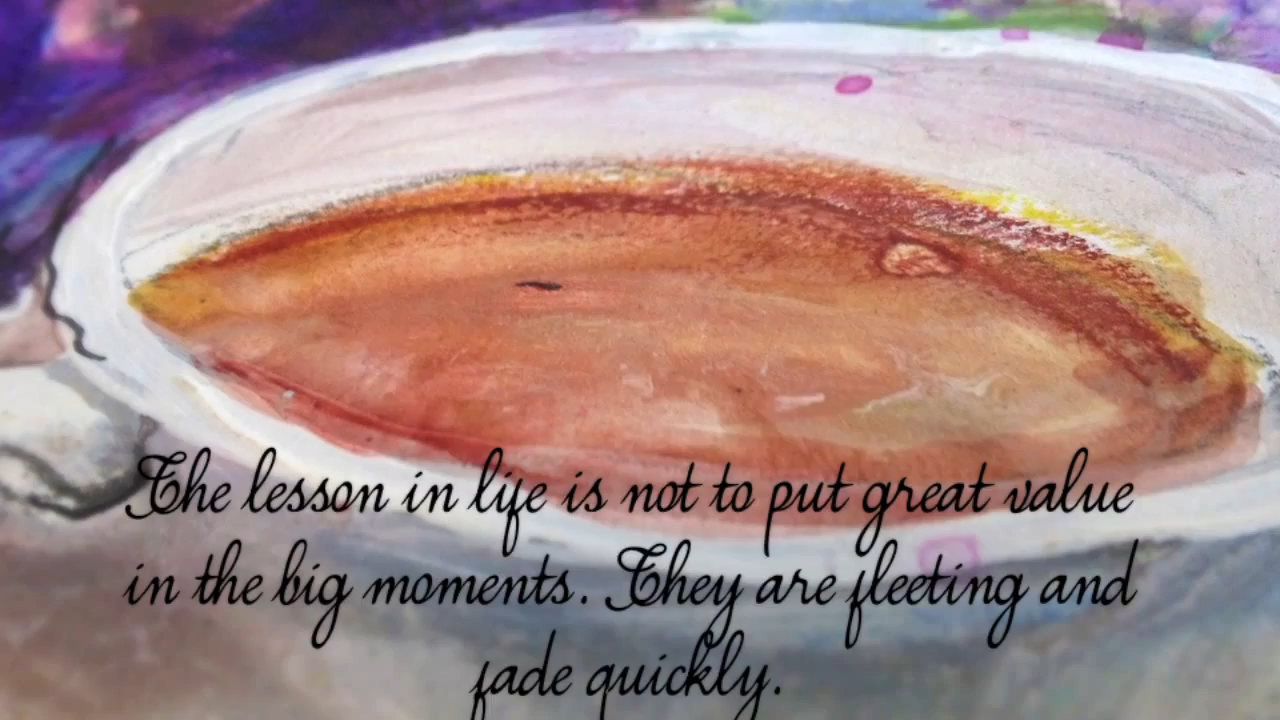 The lesson in life is not to put great value
in the big moments. They are fleeting and
fade quickly.